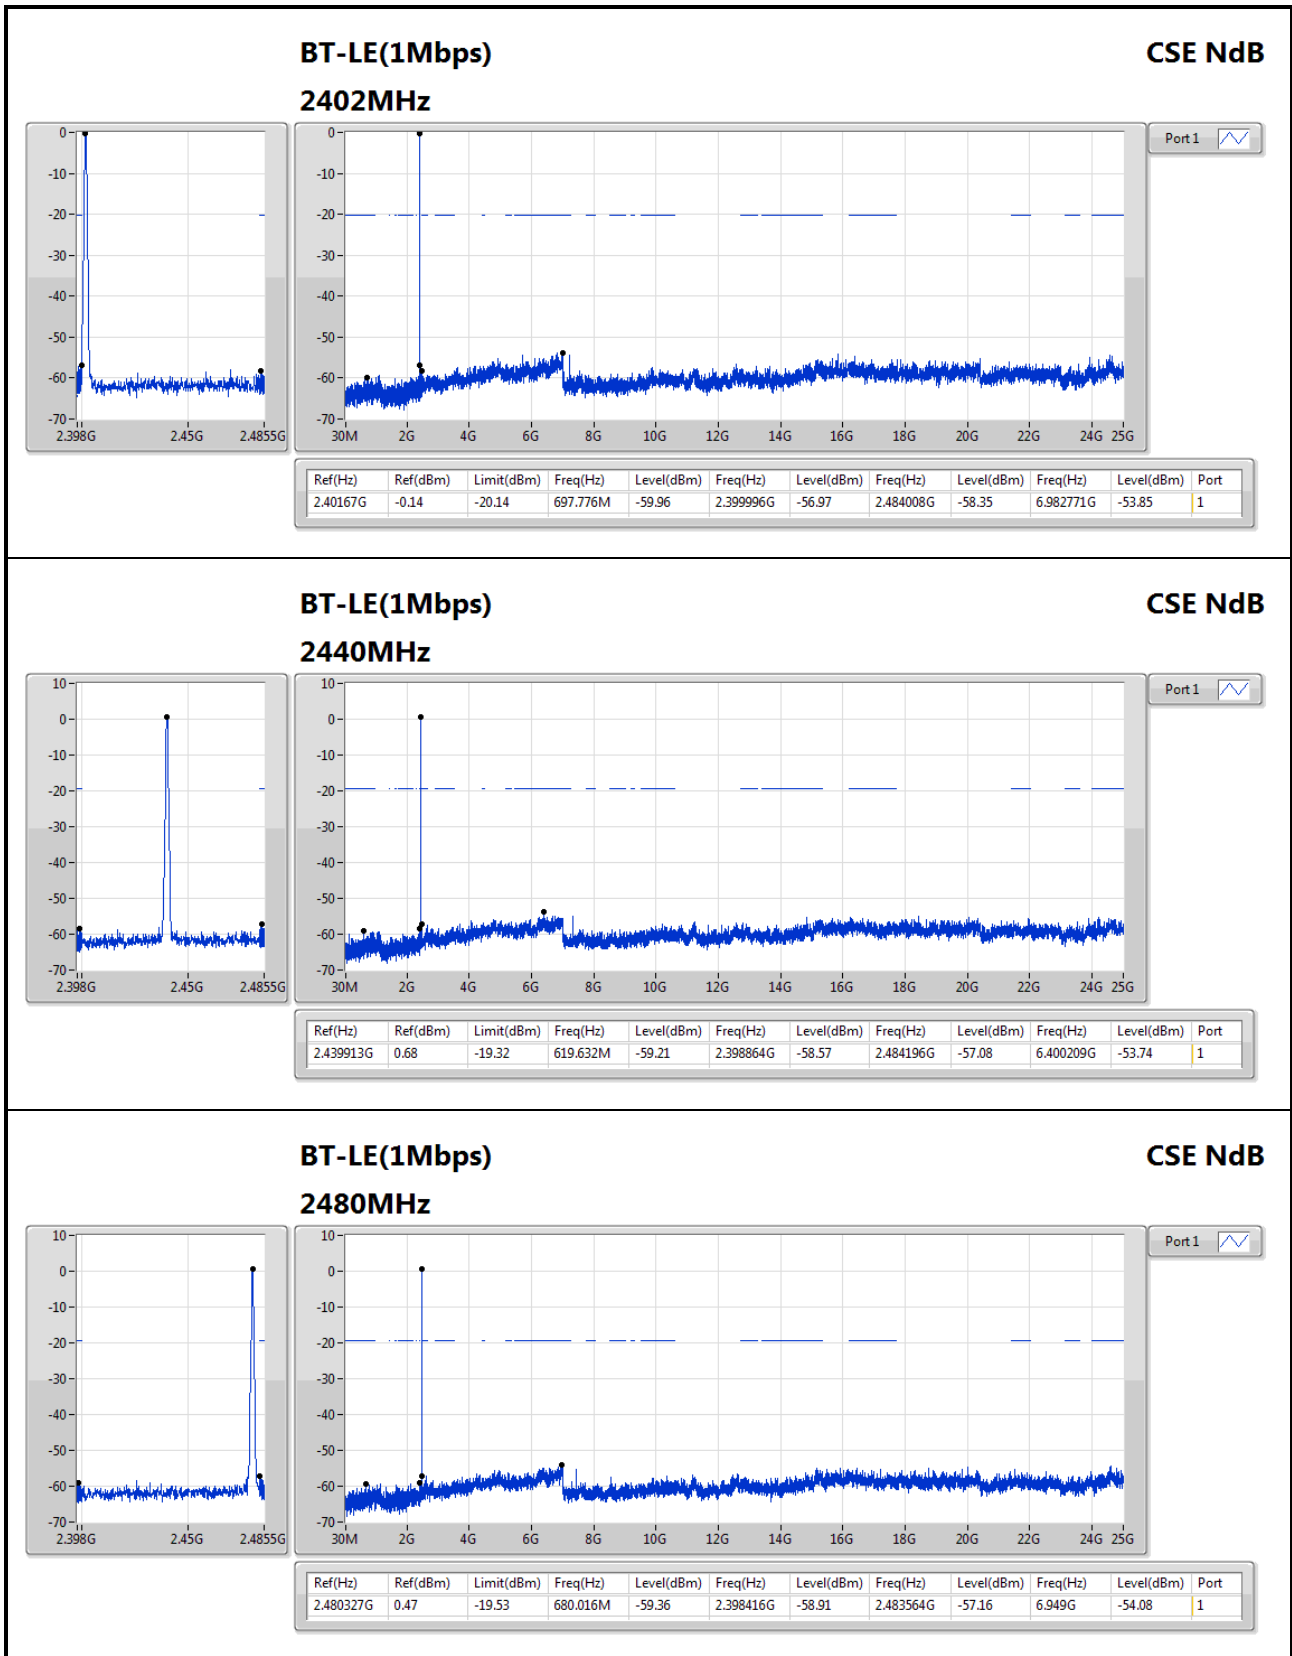 BT-LE(1Mbps) CSE NdB
2402MHz
Port 1
0
-10
-20
-30
-40
-50
-60
-70
2.398G 2.45G 2.4855G
0
-10
-20
-30
-40
-50
-60
-70
30M 2G 4G 6G 8G 10G 12G 14G 16G 18G 20G 22G 24G 25G
Ref(Hz) Ref(dBm) Limit(dBm) Freq(Hz) Level(dBm) Freq(Hz) Level(dBm) Freq(Hz) Level(dBm) Freq(Hz) Level(dBm) Port
2.40167G -0.14 -20.14 697.776M -59.96 2.399996G -56.97 2.484008G -58.35 6.982771G -53.85 1
BT-LE(1Mbps) CSE NdB
2440MHz
Port 1
10
0
-10
-20
-30
-40
-50
-60
-70
2.398G 2.45G 2.4855G
10
0
-10
-20
-30
-40
-50
-60
-70
30M 2G 4G 6G 8G 10G 12G 14G 16G 18G 20G 22G 24G 25G
Ref(Hz) Ref(dBm) Limit(dBm) Freq(Hz) Level(dBm) Freq(Hz) Level(dBm) Freq(Hz) Level(dBm) Freq(Hz) Level(dBm) Port
2.439913G 0.68 -19.32 619.632M -59.21 2.398864G -58.57 2.484196G -57.08 6.400209G -53.74 1
BT-LE(1Mbps) CSE NdB
2480MHz
Port 1
10
0
-10
-20
-30
-40
-50
-60
-70
2.398G 2.45G 2.4855G
10
0
-10
-20
-30
-40
-50
-60
-70
30M 2G 4G 6G 8G 10G 12G 14G 16G 18G 20G 22G 24G 25G
Ref(Hz) Ref(dBm) Limit(dBm) Freq(Hz) Level(dBm) Freq(Hz) Level(dBm) Freq(Hz) Level(dBm) Freq(Hz) Level(dBm) Port
2.480327G 0.47 -19.53 680.016M -59.36 2.398416G -58.91 2.483564G -57.16 6.949G -54.08 1